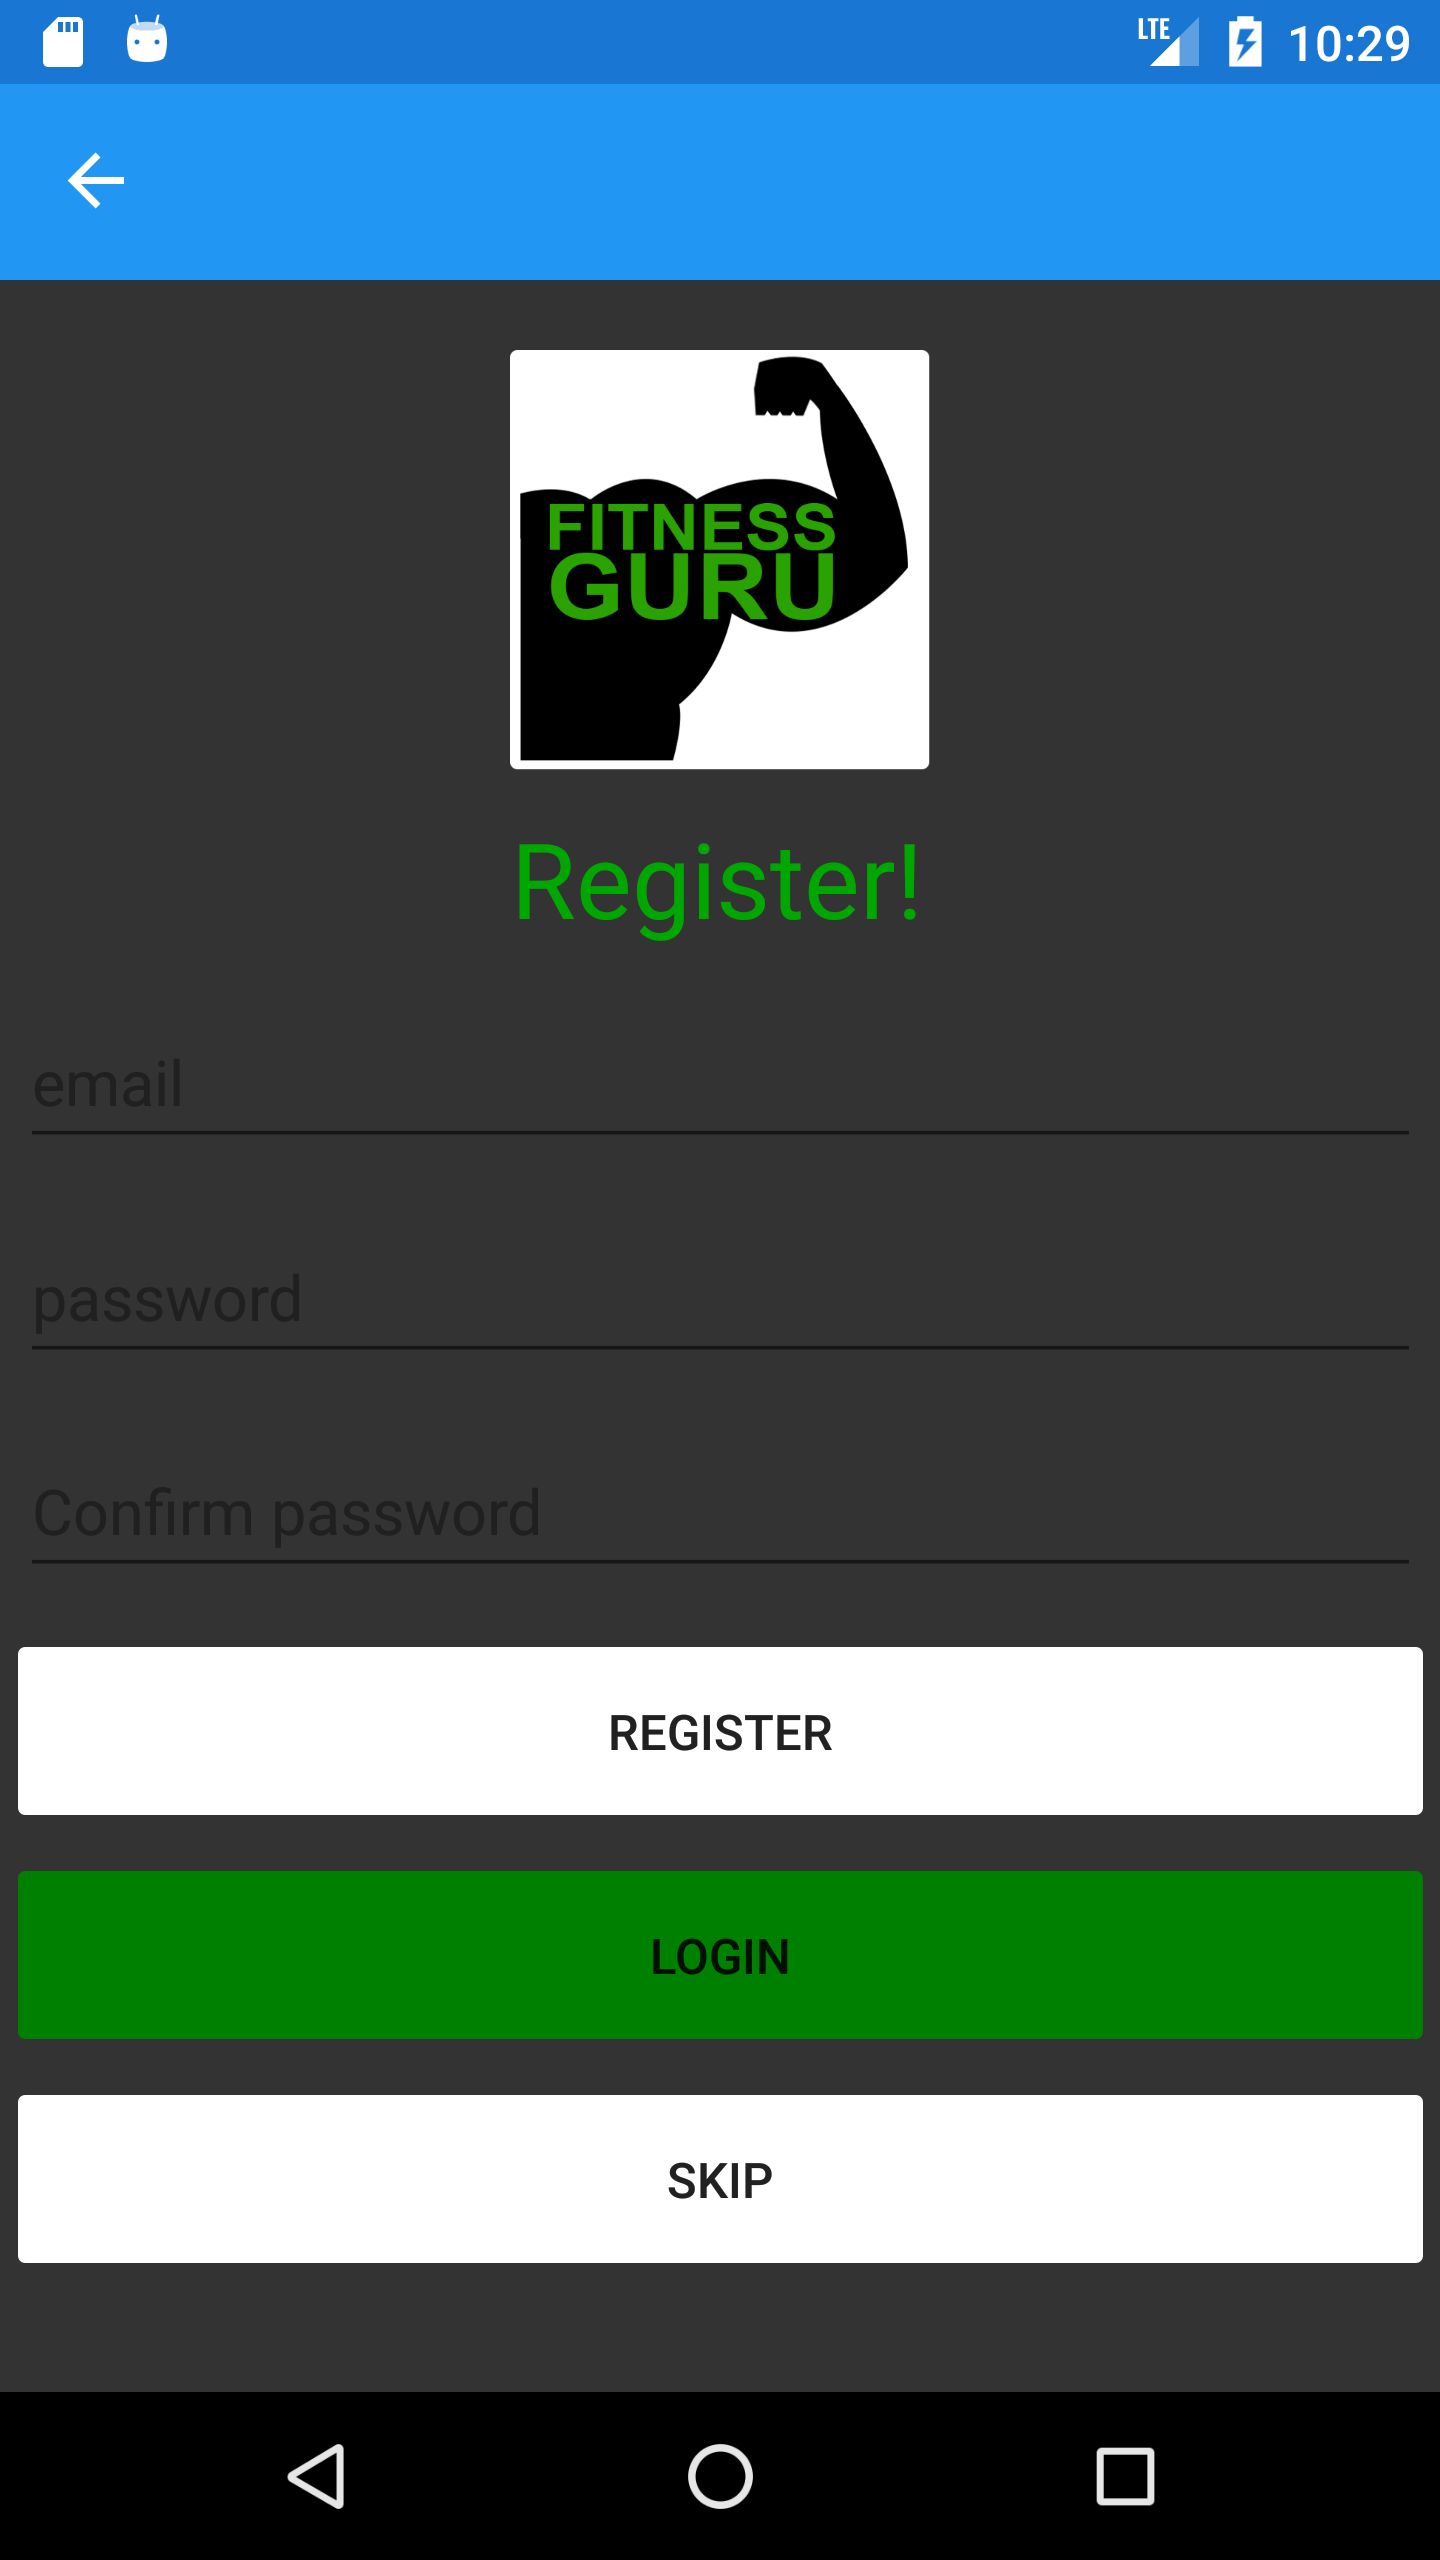 LTE 10:29
FITNESS
GURU
Register!
email
password
Confirm password
REGISTER
LOGIN
SKIP